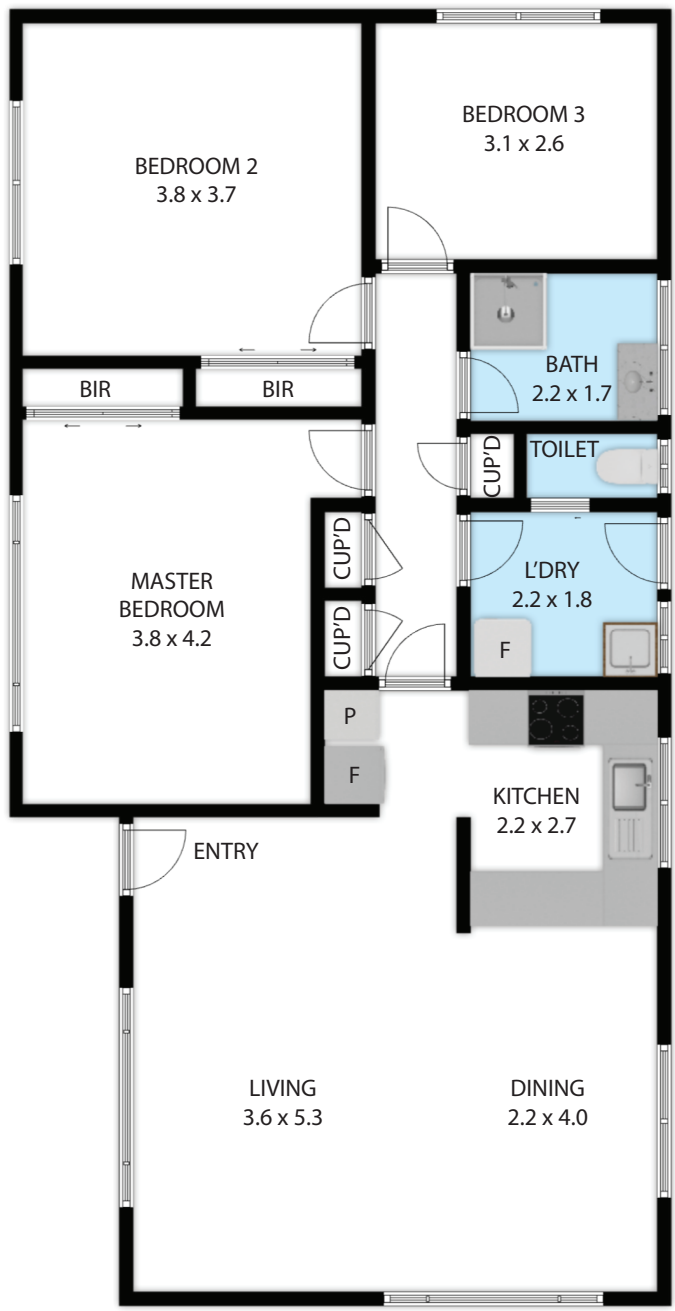 BEDROOM 2
3.8 x 3.7
BEDROOM 3
3.1 x 2.6
BIR
BIR
BATH
2.2 x 1.7
TOILET
CUP'D
CUP'D
CUP'D
L'DRY
2.2 x 1.8
F
MASTER
BEDROOM
3.8 x 4.2
P
F
KITCHEN
2.2 x 2.7
ENTRY
LIVING
3.6 x 5.3
DINING
2.2 x 4.0